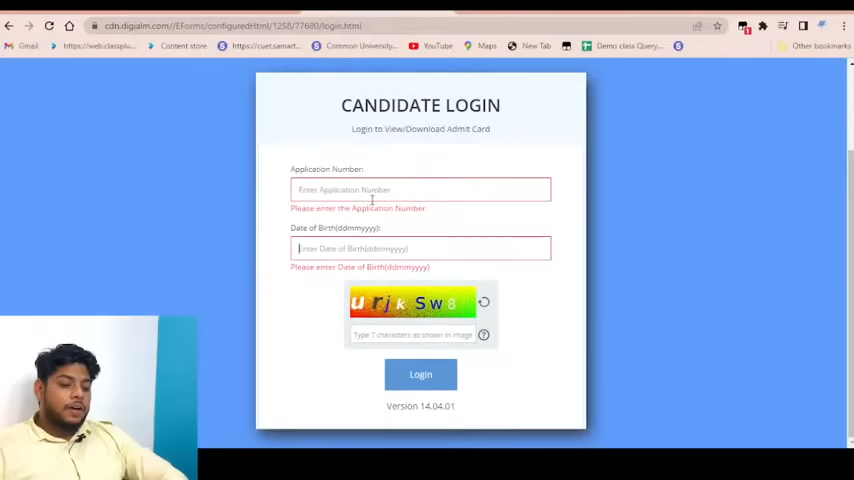 cdn.digialm.com//EForms/configuredHtml/1258/77680/login.html
Gmail
https://web.classplu...
Content store
https://cuet.samart...
Common University...
YouTube
Maps
New Tab
Demo class Query...
Other bookmarks
CANDIDATE LOGIN
Login to View/Download Admit Card
Application Number:
Enter Application Number
Please enter the Application Number
Date of Birth(ddmmyyyy):
Enter Date of Birth(ddmmyyyy)
Please enter Date of Birth(ddmmyyyy)
urjkSw8
Type 7 characters as shown in image
Login
Version 14.04.01